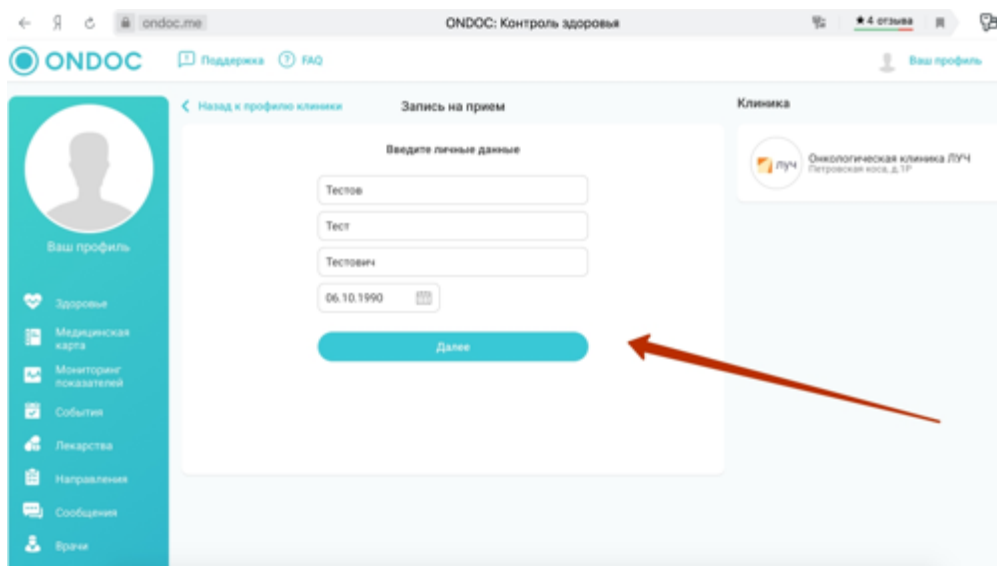 ondoc.me
ONDOC: Контроль здоровья
★ 4 отзыва
ONDOC
Поддержка
FAQ
Ваш профиль
Назад к профилю клиники
Запись на прием
Клиника
Введите личные данные
Тестов
Тест
Тестович
06.10.1990
Далее
луч
Онкологическая клиника ЛУЧ
Петровская коса, д.1Р
Ваш профиль
Здоровье
Медицинская
карта
Мониторинг
показателей
События
Лекарства
Направления
Сообщения
Врачи